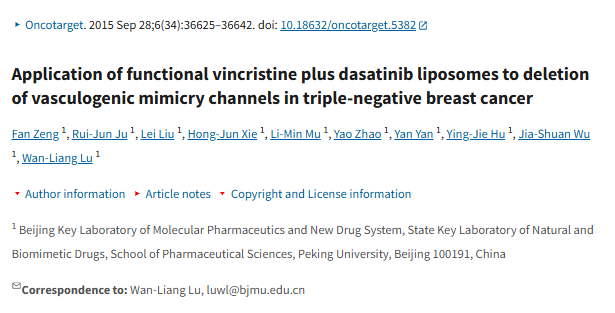 Oncotarget. 2015 Sep 28;6(34):36625–36642. doi: 10.18632/oncotarget.5382
Application of functional vincristine plus dasatinib liposomes to deletion
of vasculogenic mimicry channels in triple-negative breast cancer
Fan Zeng 1, Rui-Jun Ju 1, Lei Liu 1, Hong-Jun Xie 1, Li-Min Mu 1, Yao Zhao 1, Yan Yan 1, Ying-Jie Hu 1, Jia-Shuan Wu
1, Wan-Liang Lu 1
Author information Article notes Copyright and License information
1 Beijing Key Laboratory of Molecular Pharmaceutics and New Drug System, State Key Laboratory of Natural and
Biomimetic Drugs, School of Pharmaceutical Sciences, Peking University, Beijing 100191, China
Correspondence to: Wan-Liang Lu, luwl@bjmu.edu.cn